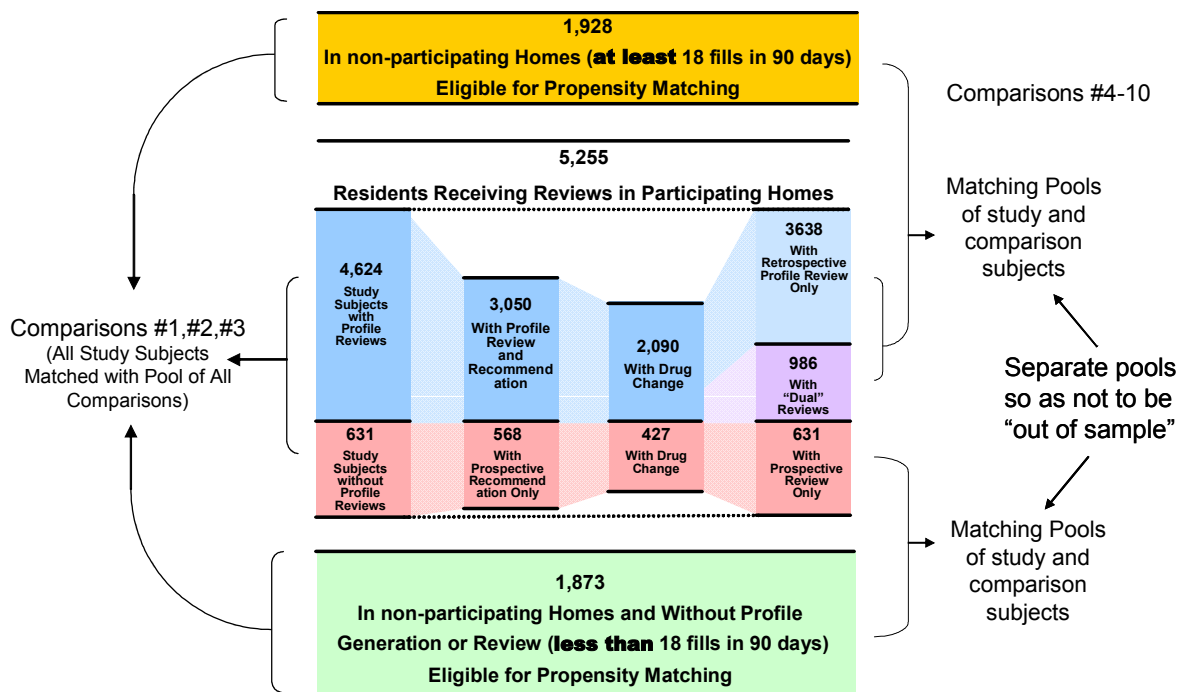 1,928
In non-participating Homes (at least 18 fills in 90 days)
Eligible for Propensity Matching
Comparisons #4-10
5,255
Residents Receiving Reviews in Participating Homes
4,624
Study
Subjects
with
Profile
Reviews
3,050
With Profile
Review
and
Recommend
ation
2,090
With Drug
Change
3638
With
Retrospective
Profile Review
Only
986
With
“Dual”
Reviews
631
Study
Subjects
without
Profile
Reviews
568
With
Prospective
Recommend
ation Only
427
With Drug
Change
631
With
Prospective
Review Only
Comparisons #1,#2,#3
(All Study Subjects
Matched with Pool of All
Comparisons)
Matching Pools
of study and
comparison
subjects
Separate pools
so as not to be
“out of sample”
Matching Pools
of study and
comparison
subjects
1,873
In non-participating Homes and Without Profile
Generation or Review (less than 18 fills in 90 days)
Eligible for Propensity Matching